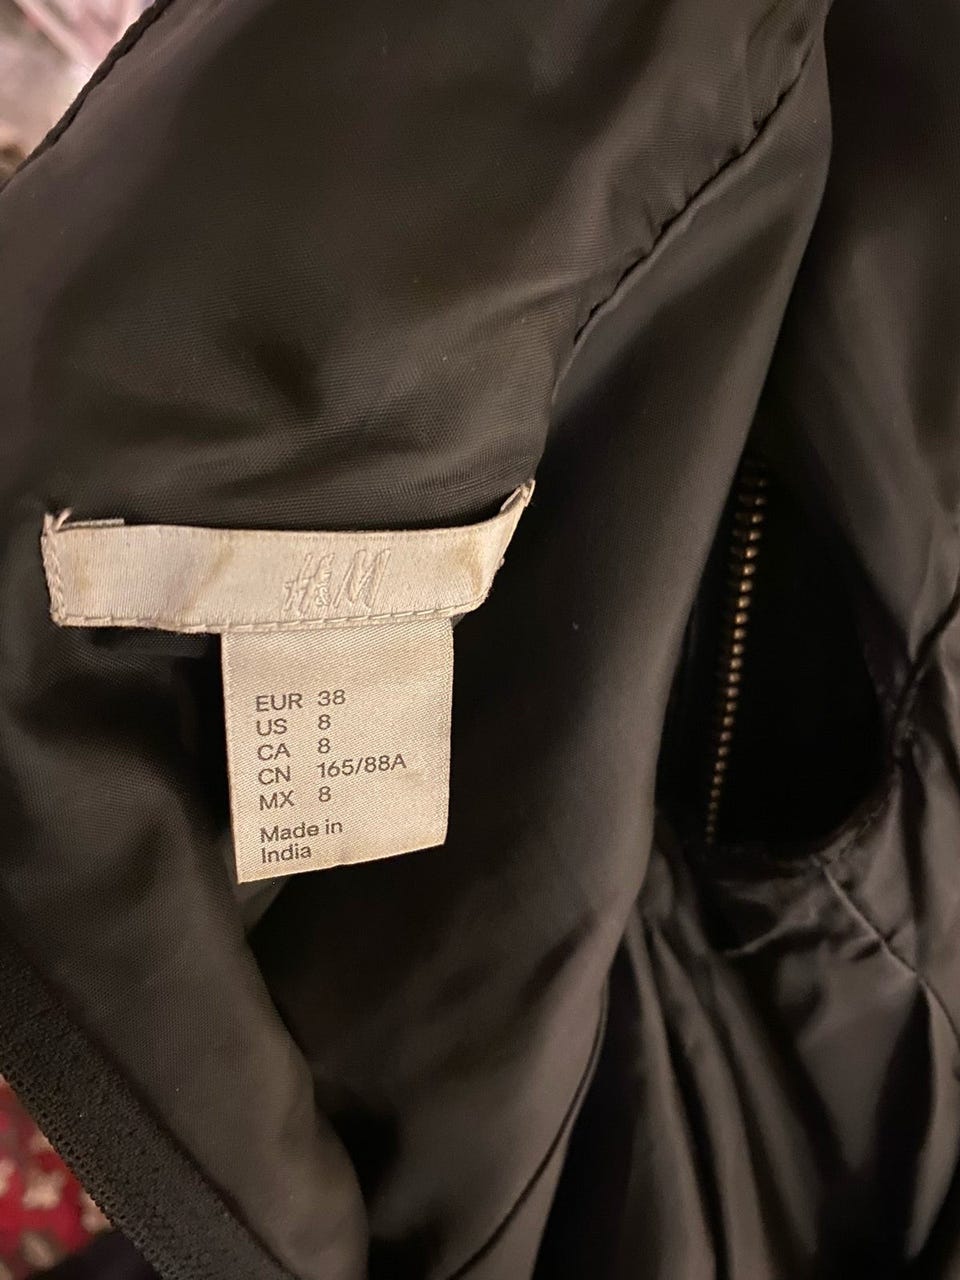 H&M
EUR 38
US 8
CA 8
CN 165/88A
MX 8
Made in
India